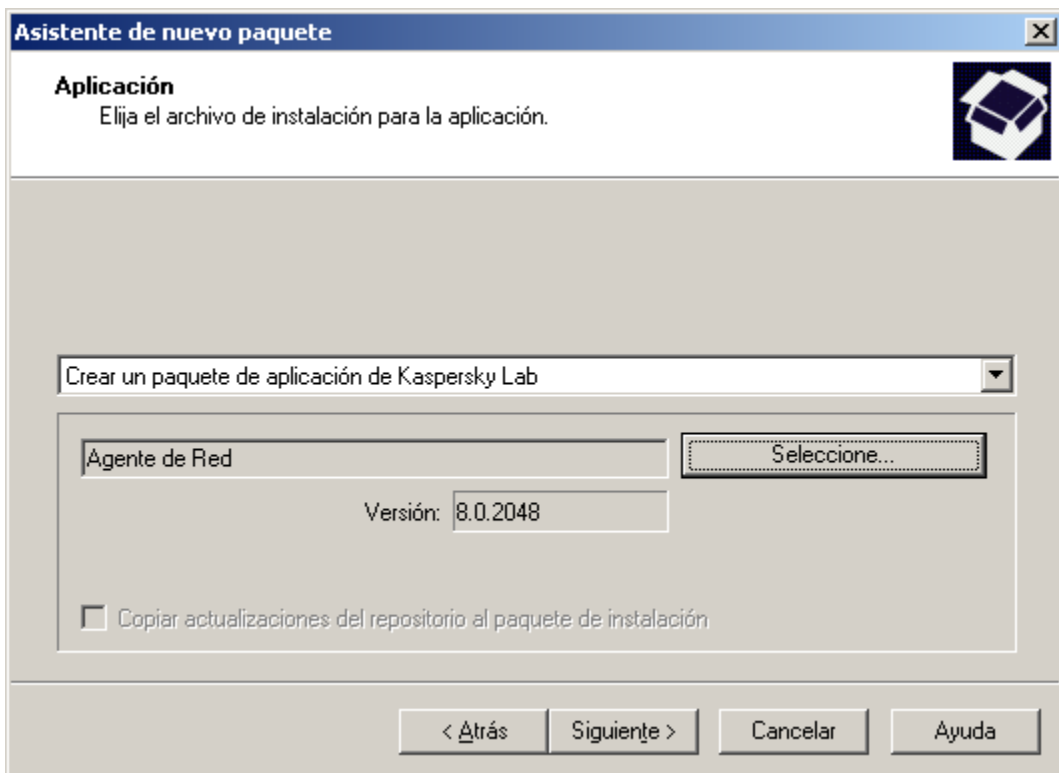 Asistente de nuevo paquete
Aplicación
Elija el archivo de instalación para la aplicación.
Crear un paquete de aplicación de Kaspersky Lab
Agente de Red
Seleccione...
Versión: 8.0.2048
Copiar actualizaciones del repositorio al paquete de instalación
< Atrás Siguiente > Cancelar Ayuda